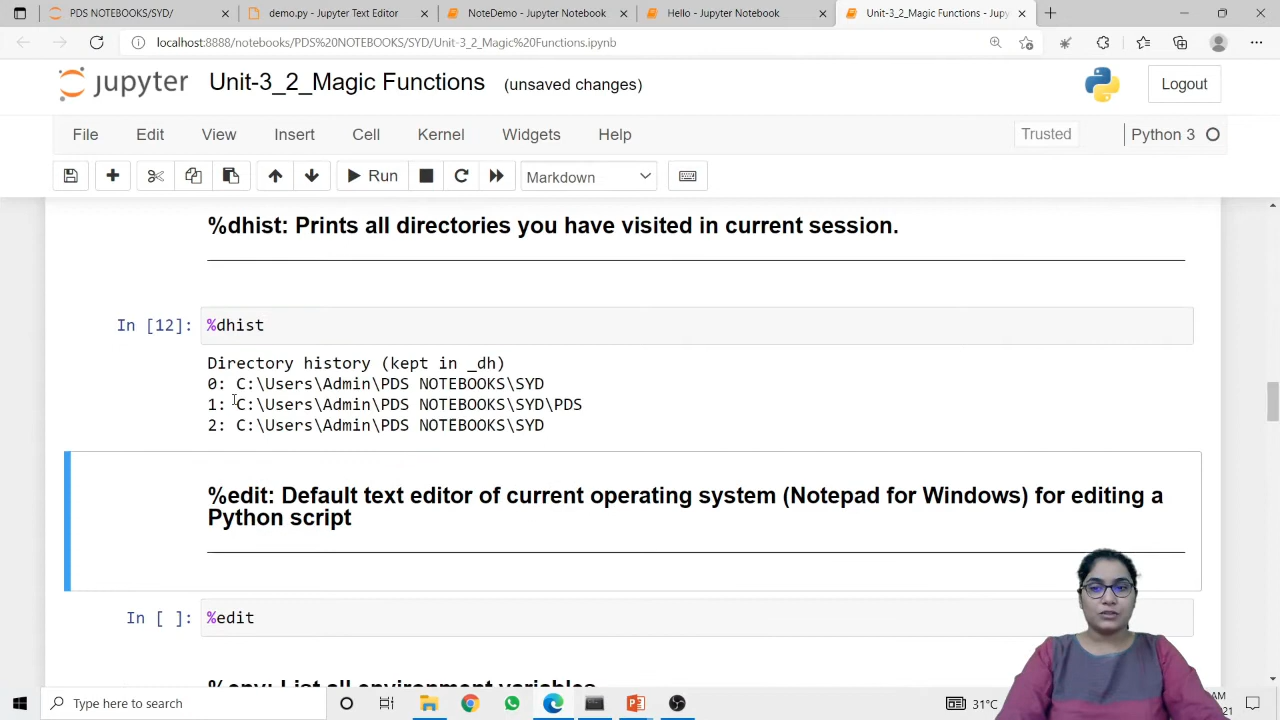 PDS NOTEBOOKS/SYD/
demo.py - Jupyter Text Editor
NoteDemo - Jupyter Notebook
Hello - Jupyter Notebook
Unit-3_2_Magic Functions - Jupy
localhost:8888/notebooks/PDS%20NOTEBOOKS/SYD/Unit-3_2_Magic%20Functions.ipynb
jupyter
Unit-3_2_Magic Functions
(unsaved changes)
Logout
File
Edit
View
Insert
Cell
Kernel
Widgets
Help
Trusted
Python 3
Run
Markdown
%dhist: Prints all directories you have visited in current session.
In [12]:
%dhist
Directory history (kept in _dh)
0: C:\Users\Admin\PDS NOTEBOOKS\SYD
1: C:\Users\Admin\PDS NOTEBOOKS\SYD\PDS
2: C:\Users\Admin\PDS NOTEBOOKS\SYD
%edit: Default text editor of current operating system (Notepad for Windows) for editing a
Python script
In [ ]:
%edit
%env: List all environment variables
Type here to search
31°C